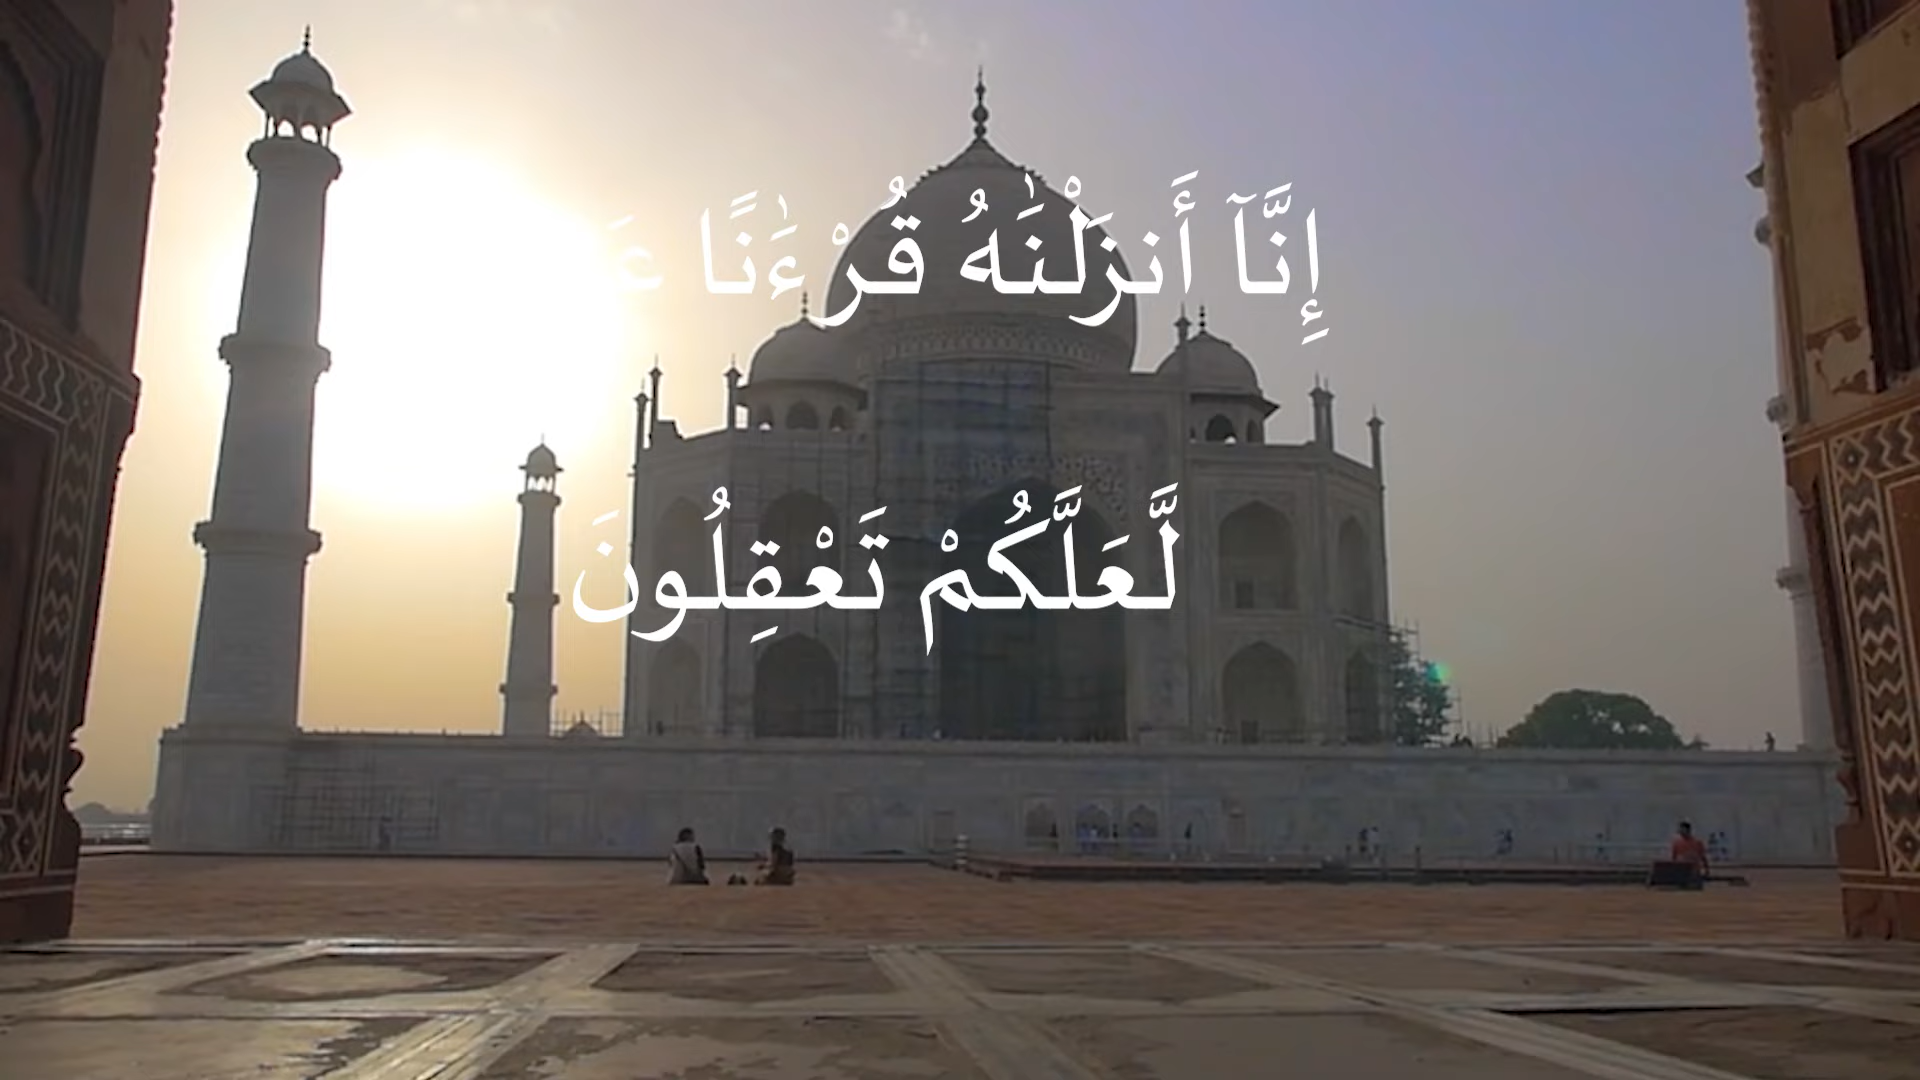 إِنَّآ أَنزَلْنَٰهُ قُرْءَٰنًا
لَّعَلَّكُمْ تَعْقِلُونَ